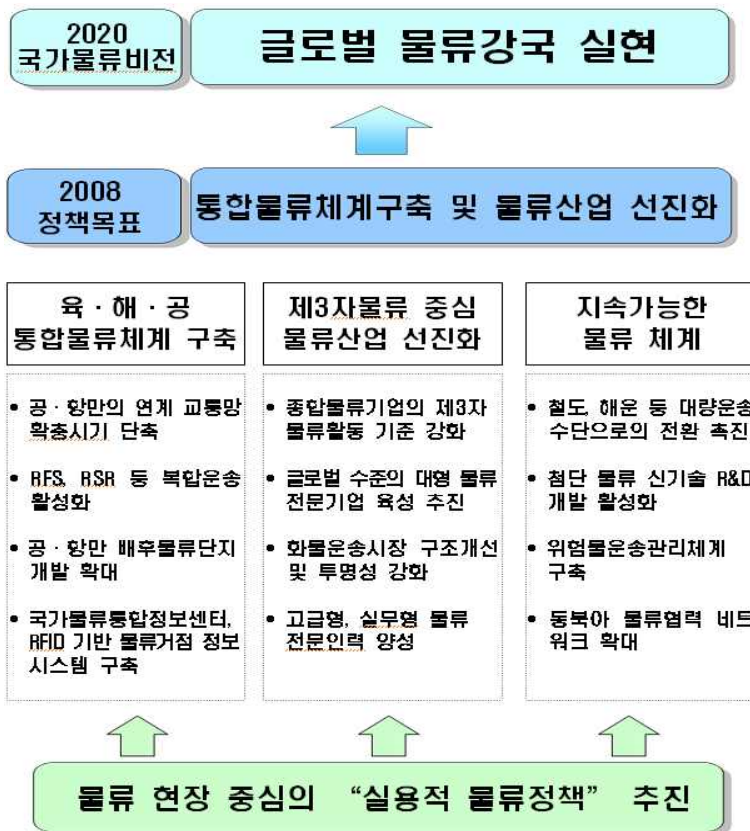 2020
국가물류비전
글로벌 물류강국 실현
2008
정책목표
통합물류체계구축 및 물류산업 선진화
육·해·공
통합물류체계 구축
• 공·항만의 연계 교통망
확충시기 단축
• RFS, RSR 등 복합운송
활성화
• 공·항만 배후물류단지
개발 확대
• 국가물류통합정보센터,
RFID 기반 물류거점 정보
시스템 구축
제3자물류 중심
물류산업 선진화
• 종합물류기업의 제3자
물류활동 기준 강화
• 글로벌 수준의 대형 물류
전문기업 육성 추진
• 화물운송시장 구조개선
및 투명성 강화
• 고급형, 실무형 물류
전문인력 양성
지속가능한
물류 체계
• 철도, 해운 등 대량운송
수단으로의 전환 촉진
• 첨단 물류 신기술 R&D
개발 활성화
• 위험물운송관리체계
구축
• 동북아 물류협력 네트
워크 확대
물류 현장 중심의 “실용적 물류정책” 추진